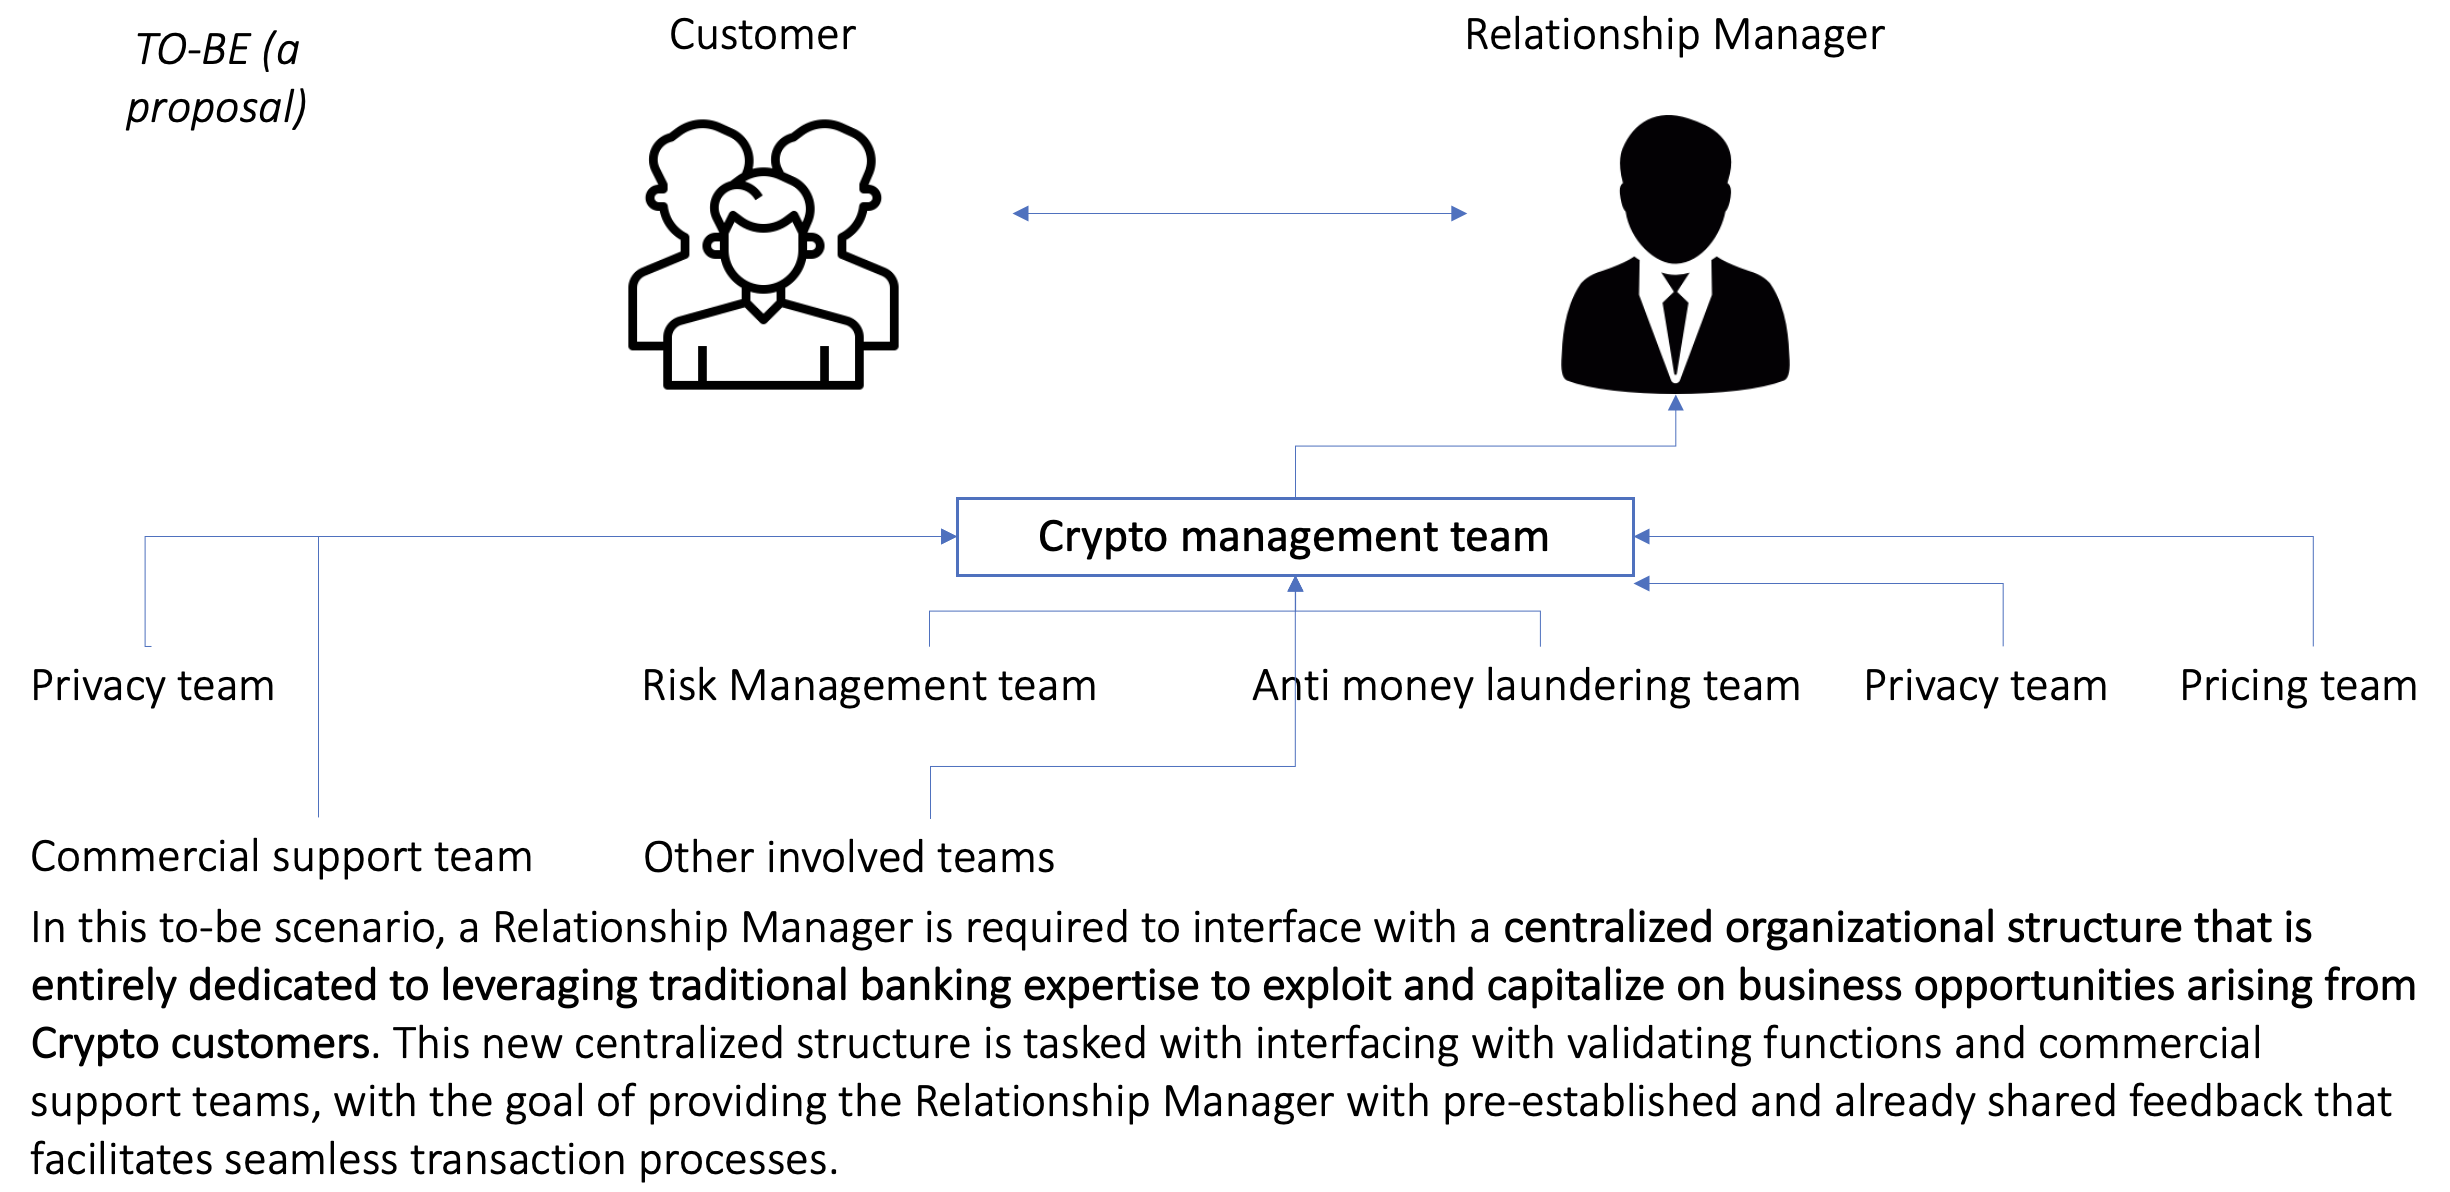 TO-BE (a
proposal)
Customer
Relationship Manager
Crypto management team
Privacy team
Risk Management team
Anti money laundering team
Privacy team
Pricing team
Commercial support team
Other involved teams
In this to-be scenario, a Relationship Manager is required to interface with a centralized organizational structure that is
entirely dedicated to leveraging traditional banking expertise to exploit and capitalize on business opportunities arising from
Crypto customers. This new centralized structure is tasked with interfacing with validating functions and commercial
support teams, with the goal of providing the Relationship Manager with pre-established and already shared feedback that
facilitates seamless transaction processes.